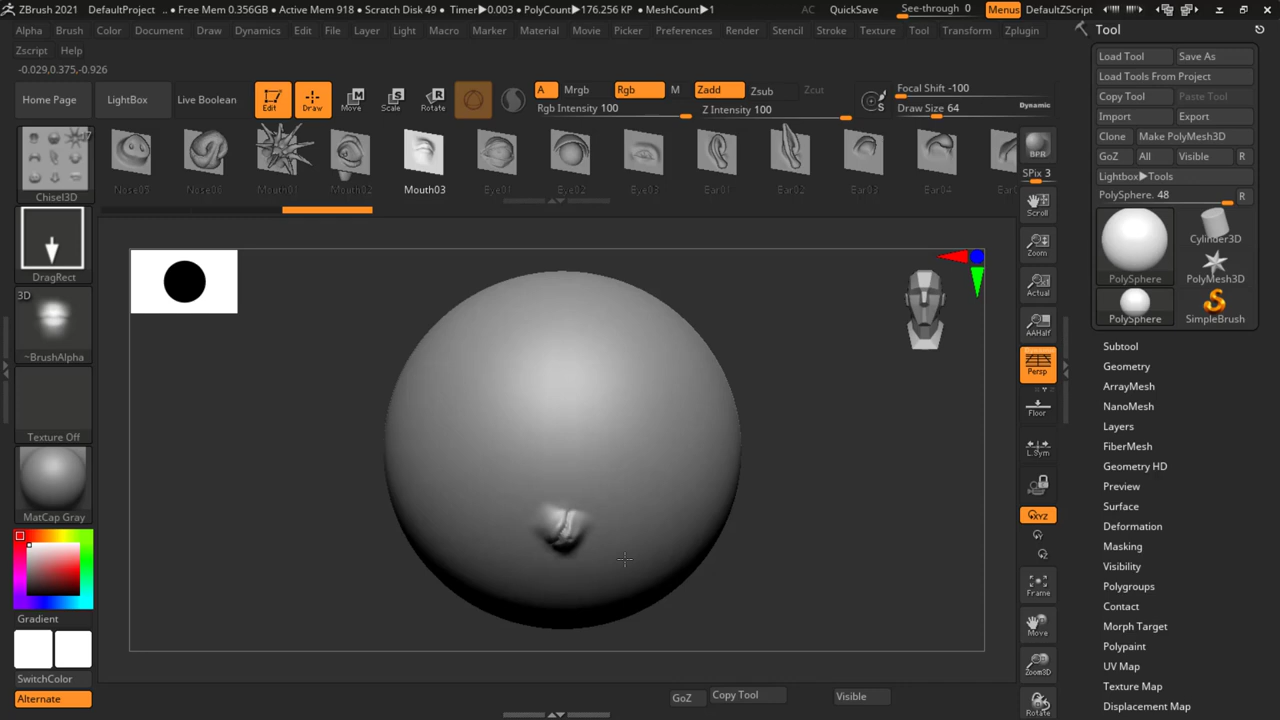 ZBrush 2021 DefaultProject .. • Free Mem 0.356GB • Active Mem 918 • Scratch Disk 49 • Timer▶0.003 • PolyCount▶176.256 KP • MeshCount▶1 AC QuickSave See-through 0 Menus DefaultZScript
Alpha Brush Color Document Draw Dynamics Edit File Layer Light Macro Marker Material Movie Picker Preferences Render Stencil Stroke Texture Tool Transform Zplugin
Zscript Help
-0.029,0.375,-0.926
Home Page LightBox Live Boolean Edit Draw Move Scale Rotate A Mrgb Rgb M Zadd Zsub Zcut Focal Shift -100
Rgb Intensity 100 Z Intensity 100 S Draw Size 64 Dynamic
Chisel3D
Nose05 Nose06 Mouth01 Mouth02 Mouth03 Eye01 Eye02 Eye03 Ear01 Ear02 Ear03 Ear04
DragRect
3D
~BrushAlpha
Texture Off
MatCap Gray
Gradient
SwitchColor
Alternate
BPR
SPix 3
Scroll
Zoom
Actual
AAHalf
Persp
Floor
L.Sym
XYZ
Y
Z
Frame
Move
Zoom3D
Rotate
Tool
Load Tool Save As
Load Tools From Project
Copy Tool Paste Tool
Import Export
Clone Make PolyMesh3D
GoZ All Visible R
Lightbox▶Tools
PolySphere. 48 R
PolySphere Cylinder3D
PolyMesh3D
PolySphere SimpleBrush
Subtool
Geometry
ArrayMesh
NanoMesh
Layers
FiberMesh
Geometry HD
Preview
Surface
Deformation
Masking
Visibility
Polygroups
Contact
Morph Target
Polypaint
UV Map
Texture Map
Displacement Map
GoZ Copy Tool Visible